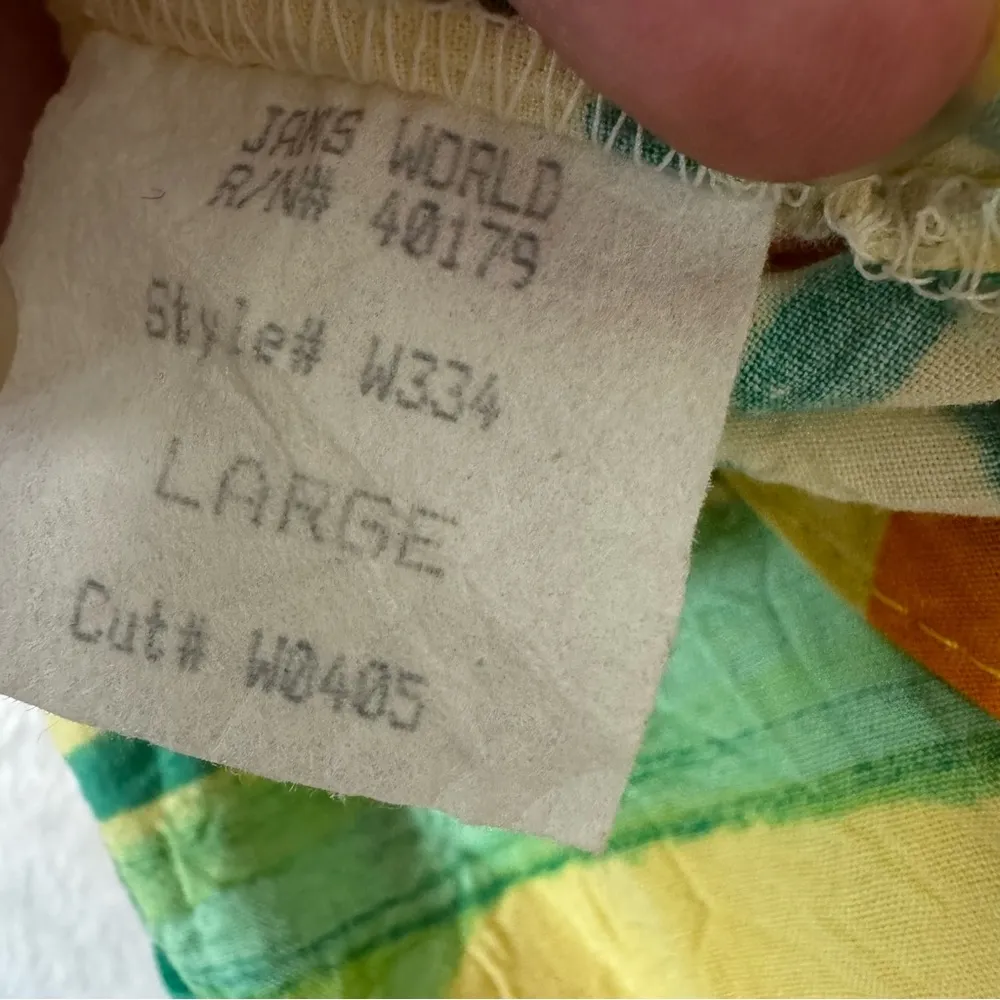 JAMS WORLD
R/N# 40179
Style# W334
LARGE
Cut# W0405